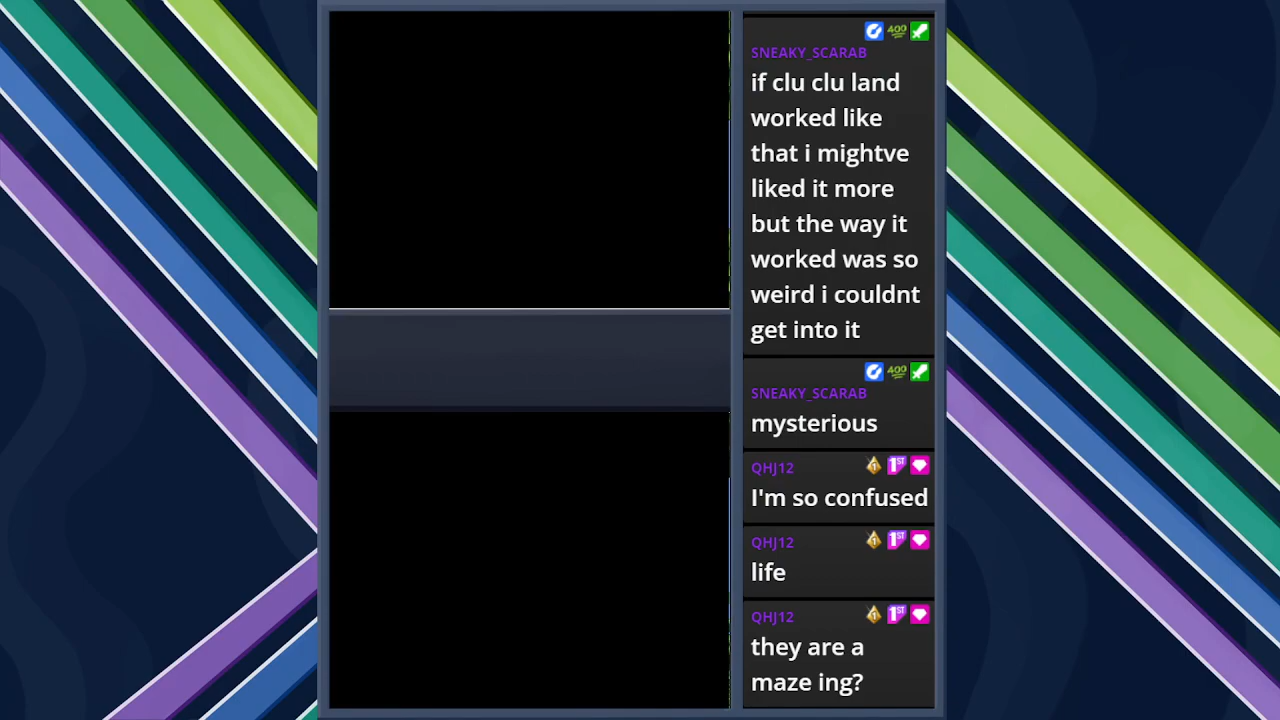 SNEAKY_SCARAB
if clu clu land
worked like
that i mightve
liked it more
but the way it
worked was so
weird i couldnt
get into it
SNEAKY_SCARAB
mysterious
QHJ12
I'm so confused
QHJ12
life
QHJ12
they are a
maze ing?